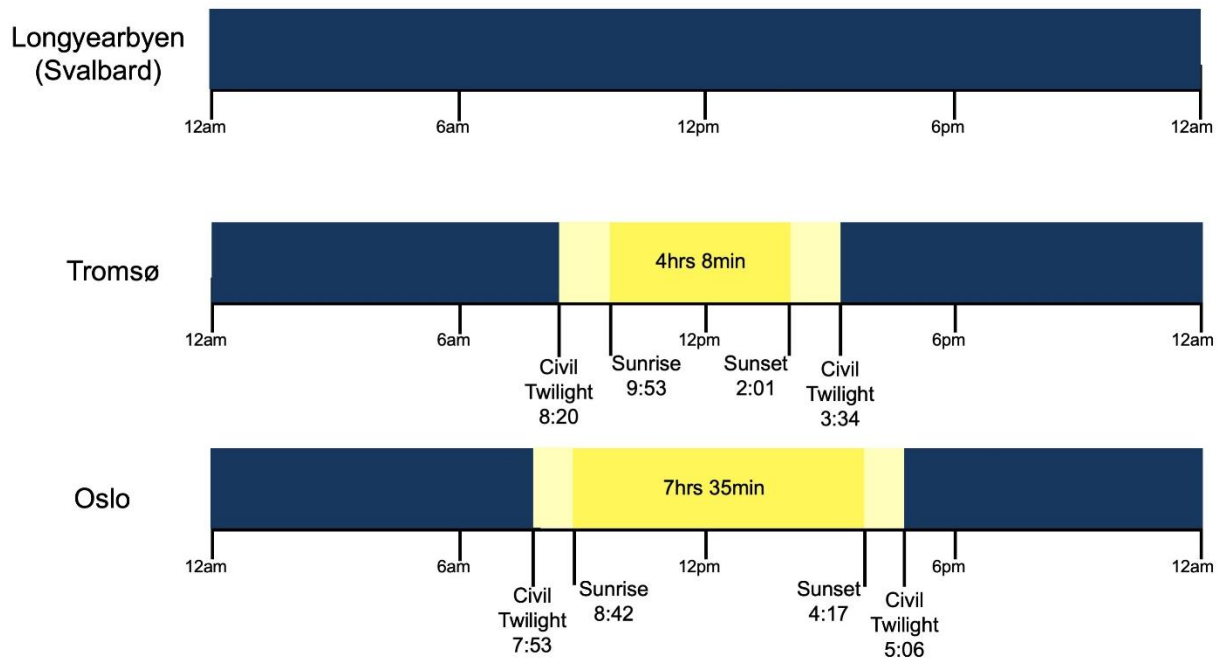 Longyearbyen
(Svalbard)
12am 6am 12pm 6pm 12am
Tromsø
4hrs 8min
12am 6am 12pm 6pm 12am
Civil
Twilight
8:20
Sunrise
9:53
Sunset
2:01
Civil
Twilight
3:34
Oslo
7hrs 35min
12am 6am 12pm 6pm 12am
Civil
Twilight
7:53
Sunrise
8:42
Sunset
4:17
Civil
Twilight
5:06